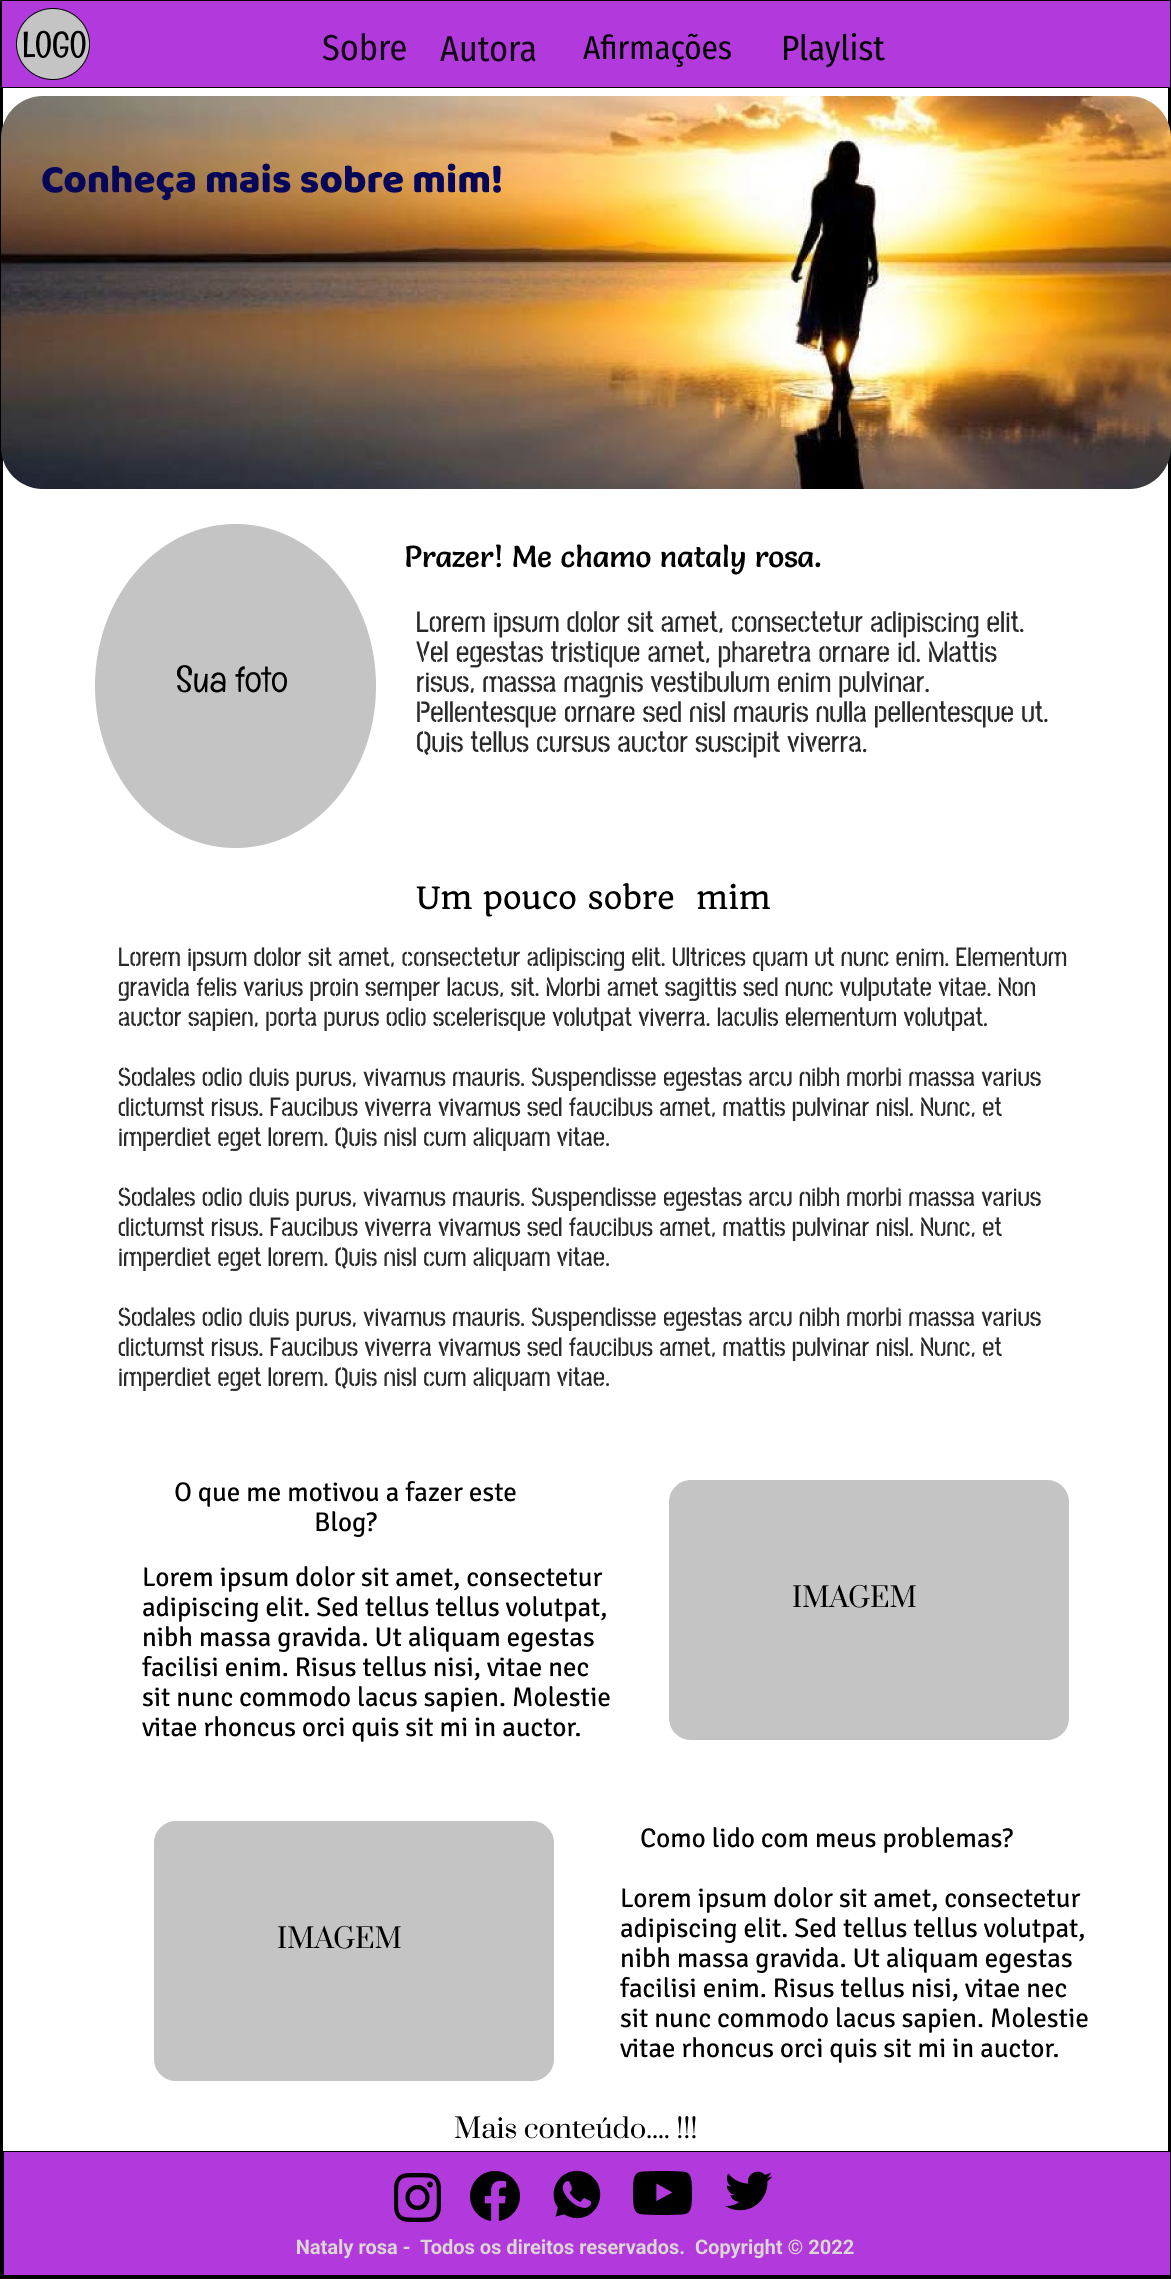 LOGO
Sobre
Autora
Afirmações
Playlist
Conheça mais sobre mim!
Prazer! Me chamo nataly rosa.
Lorem ipsum dolor sit amet, consectetur adipiscing elit.
Vel egestas tristique amet, pharetra ornare id. Mattis
risus, massa magnis vestibulum enim pulvinar.
Pellentesque ornare sed nisl mauris nulla pellentesque ut.
Quis tellus cursus auctor suscipit viverra.
Sua foto
Um pouco sobre  mim
Lorem ipsum dolor sit amet, consectetur adipiscing elit. Ultrices quam ut nunc enim. Elementum
gravida felis varius proin semper lacus, sit. Morbi amet sagittis sed nunc vulputate vitae. Non
auctor sapien, porta purus odio scelerisque volutpat viverra. Iaculis elementum volutpat.
Sodales odio duis purus, vivamus mauris. Suspendisse egestas arcu nibh morbi massa varius
dictumst risus. Faucibus viverra vivamus sed faucibus amet, mattis pulvinar nisl. Nunc, et
imperdiet eget lorem. Quis nisl cum aliquam vitae.
Sodales odio duis purus, vivamus mauris. Suspendisse egestas arcu nibh morbi massa varius
dictumst risus. Faucibus viverra vivamus sed faucibus amet, mattis pulvinar nisl. Nunc, et
imperdiet eget lorem. Quis nisl cum aliquam vitae.
Sodales odio duis purus, vivamus mauris. Suspendisse egestas arcu nibh morbi massa varius
dictumst risus. Faucibus viverra vivamus sed faucibus amet, mattis pulvinar nisl. Nunc, et
imperdiet eget lorem. Quis nisl cum aliquam vitae.
O que me motivou a fazer este
Blog?
Lorem ipsum dolor sit amet, consectetur
adipiscing elit. Sed tellus tellus volutpat,
nibh massa gravida. Ut aliquam egestas
facilisi enim. Risus tellus nisi, vitae nec
sit nunc commodo lacus sapien. Molestie
vitae rhoncus orci quis sit mi in auctor.
IMAGEM
IMAGEM
Como lido com meus problemas?
Lorem ipsum dolor sit amet, consectetur
adipiscing elit. Sed tellus tellus volutpat,
nibh massa gravida. Ut aliquam egestas
facilisi enim. Risus tellus nisi, vitae nec
sit nunc commodo lacus sapien. Molestie
vitae rhoncus orci quis sit mi in auctor.
Mais conteúdo.... !!!
Nataly rosa -  Todos os direitos reservados.  Copyright © 2022